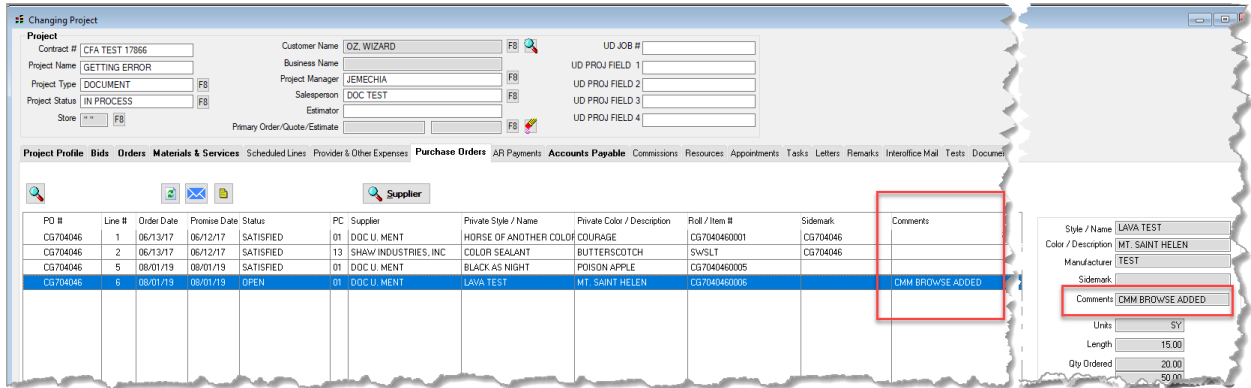 Changing Project
Project
Contract # CFA TEST 17866 Customer Name OZ, WIZARD F8 UD JOB #
Project Name GETTING ERROR Business Name UD PROJ FIELD 1
Project Type DOCUMENT F8 Project Manager JEMECHIA F8 UD PROJ FIELD 2
Project Status IN PROCESS F8 Salesperson DOC TEST F8 UD PROJ FIELD 3
Store " " F8 Estimator UD PROJ FIELD 4
Primary Order/Quote/Estimate F8
Project Profile Bids Orders Materials & Services Scheduled Lines Provider & Other Expenses Purchase Orders AR Payments Accounts Payable Commissions Resources Appointments Tasks Letters Remarks Interoffice Mail Tests Documen
Supplier
PO # Line # Order Date Promise Date Status PC Supplier Private Style / Name Private Color / Description Roll / Item # Sidemark Comments
CG704046 1 06/13/17 06/12/17 SATISFIED 01 DOC U. MENT HORSE OF ANOTHER COLOR COURAGE CG7040460001 CG704046
CG704046 2 06/13/17 06/12/17 SATISFIED 13 SHAW INDUSTRIES, INC COLOR SEALANT BUTTERSCOTCH SWSLT CG704046
CG704046 5 08/01/19 08/01/19 SATISFIED 01 DOC U. MENT BLACK AS NIGHT POISON APPLE CG7040460005
CG704046 6 08/01/19 08/01/19 OPEN 01 DOC U. MENT LAVA TEST MT. SAINT HELEN CG7040460006 CMM BROWSE ADDED
Style / Name LAVA TEST
Color / Description MT. SAINT HELEN
Manufacturer TEST
Sidemark
Comments CMM BROWSE ADDED
Units SY
Length 15.00
Qty Ordered 20.00
50.00